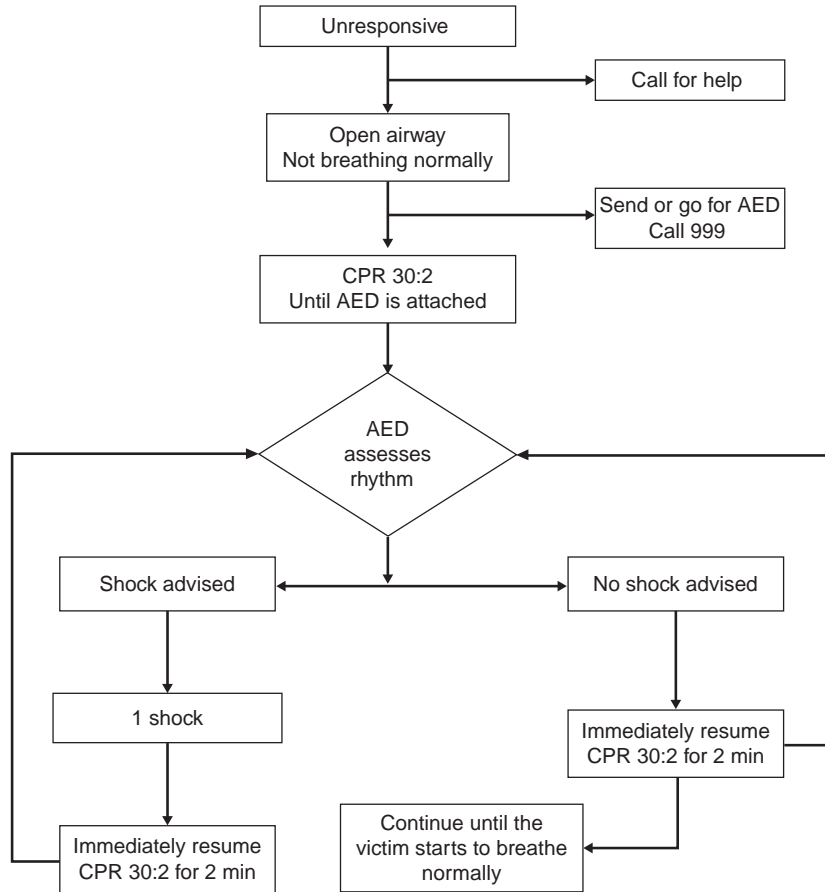 Unresponsive
Call for help
Open airway
Not breathing normally
Send or go for AED
Call 999
CPR 30:2
Until AED is attached
AED
assesses
rhythm
Shock advised
No shock advised
1 shock
Immediately resume
CPR 30:2 for 2 min
Continue until the
victim starts to breathe
normally
Immediately resume
CPR 30:2 for 2 min